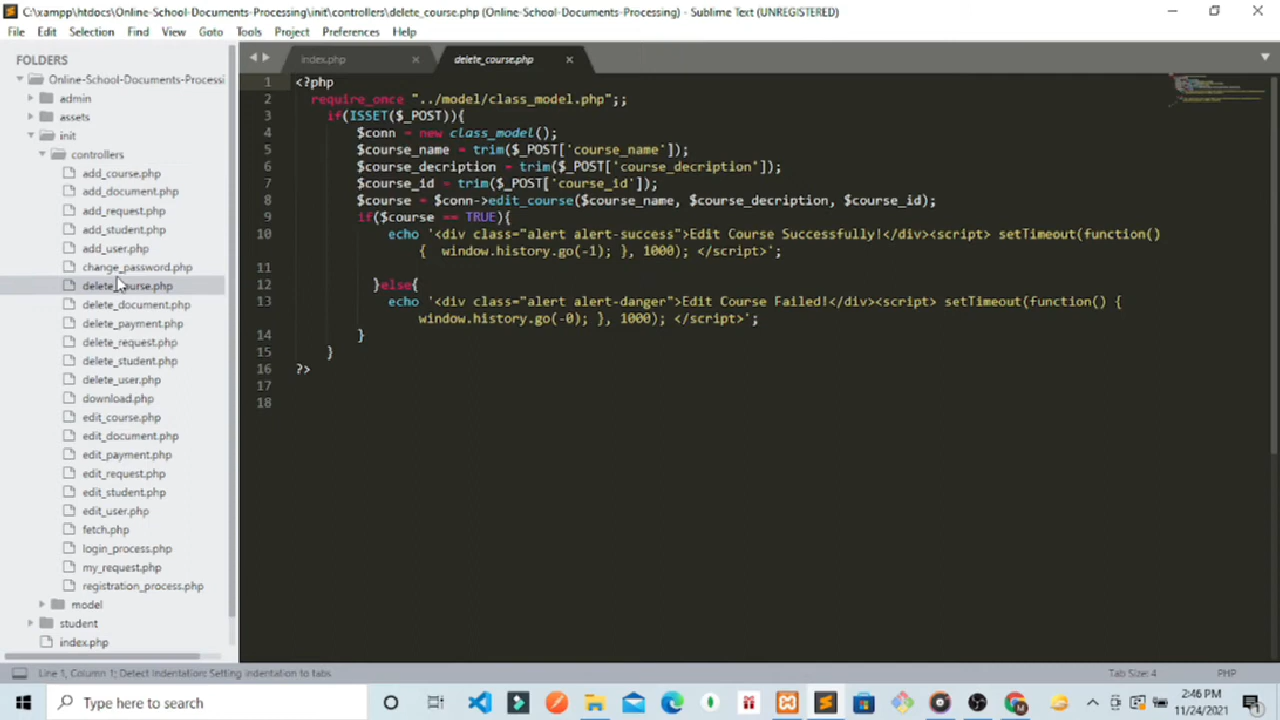 C:\xampp\htdocs\Online-School-Documents-Processing\init\controllers\delete_course.php (Online-School-Documents-Processing) - Sublime Text (UNREGISTERED)
File Edit Selection Find View Goto Tools Project Preferences Help
FOLDERS
Online-School-Documents-Processi
admin
assets
init
controllers
add_course.php
add_document.php
add_request.php
add_student.php
add_user.php
change_password.php
delete_course.php
delete_document.php
delete_payment.php
delete_request.php
delete_student.php
delete_user.php
download.php
edit_course.php
edit_document.php
edit_payment.php
edit_request.php
edit_student.php
edit_user.php
fetch.php
login_process.php
my_request.php
registration_process.php
model
student
index.php
index.php delete_course.php
1 <?php
2 require_once "../model/class_model.php";;
3 if(ISSET($_POST)){
4 $conn = new class_model();
5 $course_name = trim($_POST['course_name']);
6 $course_decription = trim($_POST['course_decription']);
7 $course_id = trim($_POST['course_id']);
8 $course = $conn->edit_course($course_name, $course_decription, $course_id);
9 if($course == TRUE){
10 echo '<div class="alert alert-success">Edit Course Successfully!</div><script> setTimeout(function()
{ window.history.go(-1); }, 1000); </script>';
11
12 }else{
13 echo '<div class="alert alert-danger">Edit Course Failed!</div><script> setTimeout(function() {
window.history.go(-0); }, 1000); </script>';
14 }
15 }
16 ?>
17
18
Line 1, Column 1; Detect Indentation: Setting indentation to tabs Tab Size: 4 PHP
Type here to search
2:46 PM
11/24/2021